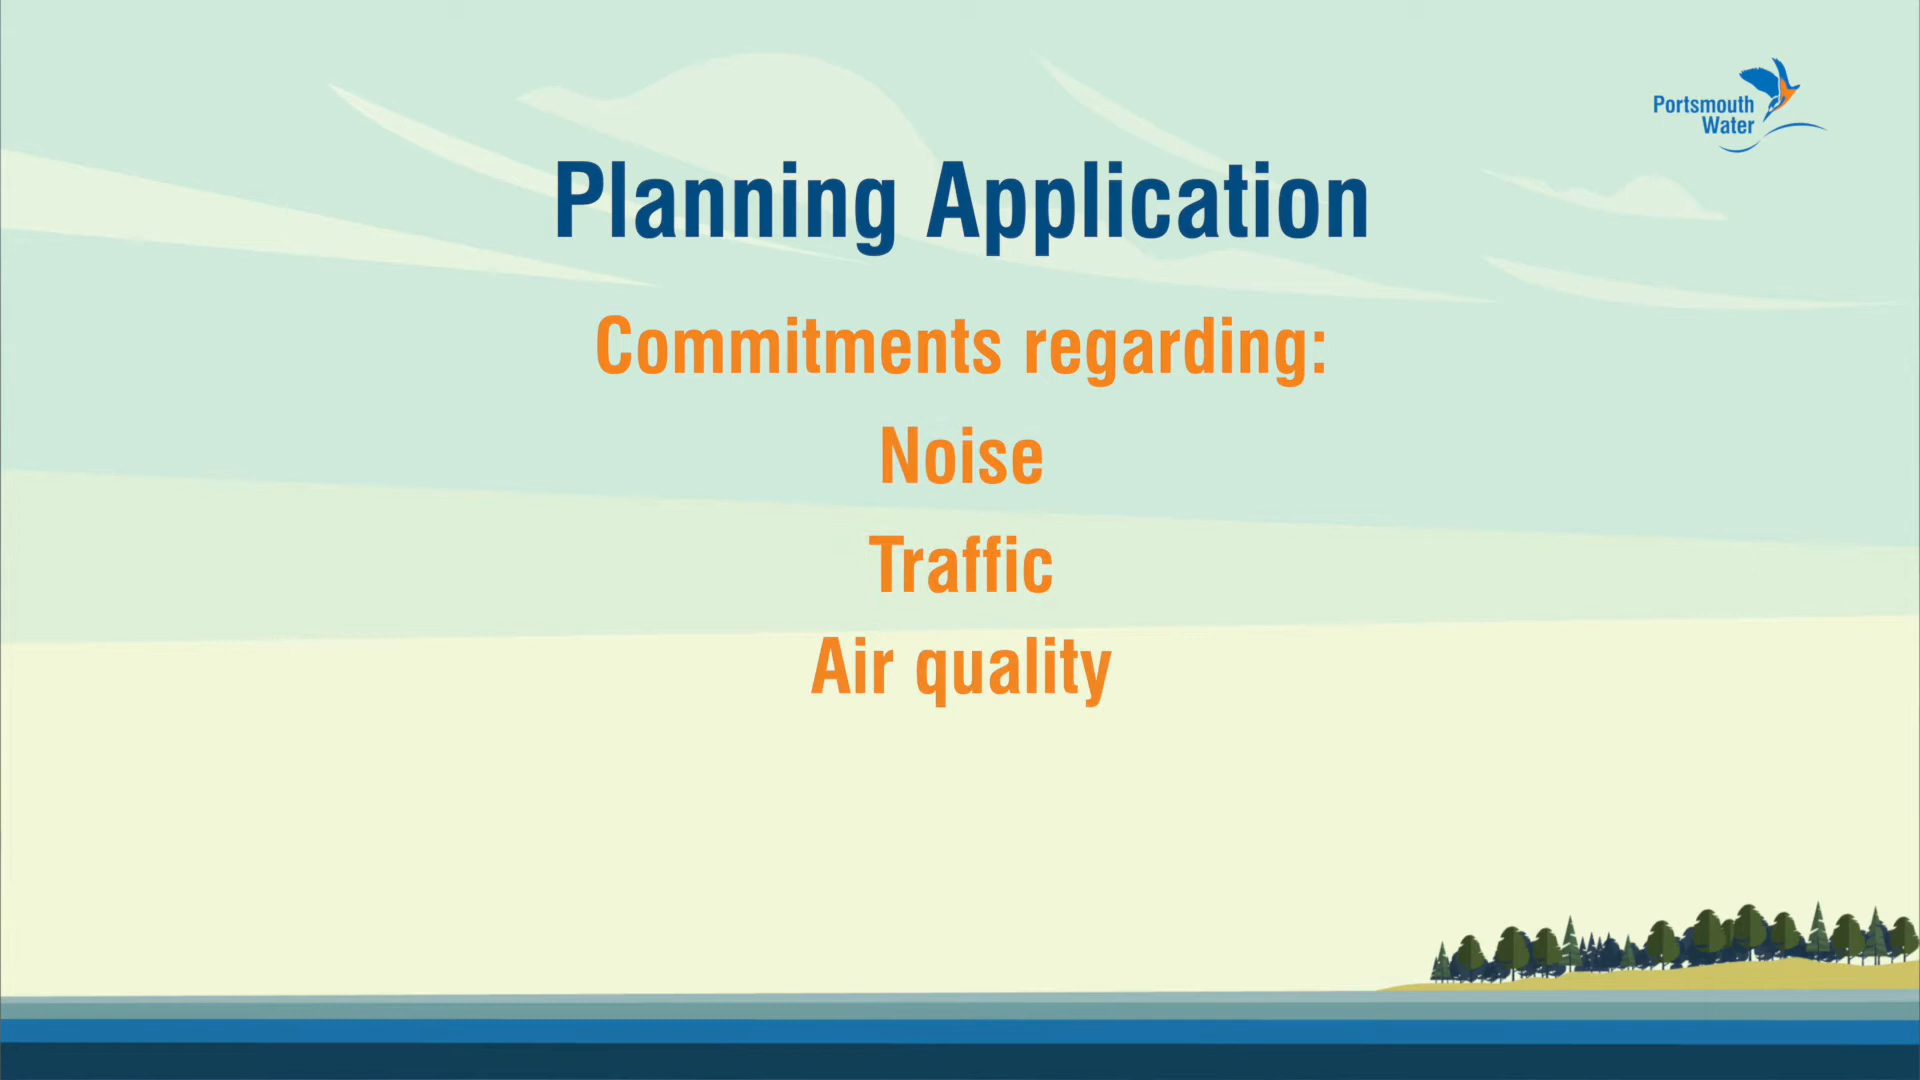 Portsmouth
Water
Planning Application
Commitments regarding:
Noise
Traffic
Air quality